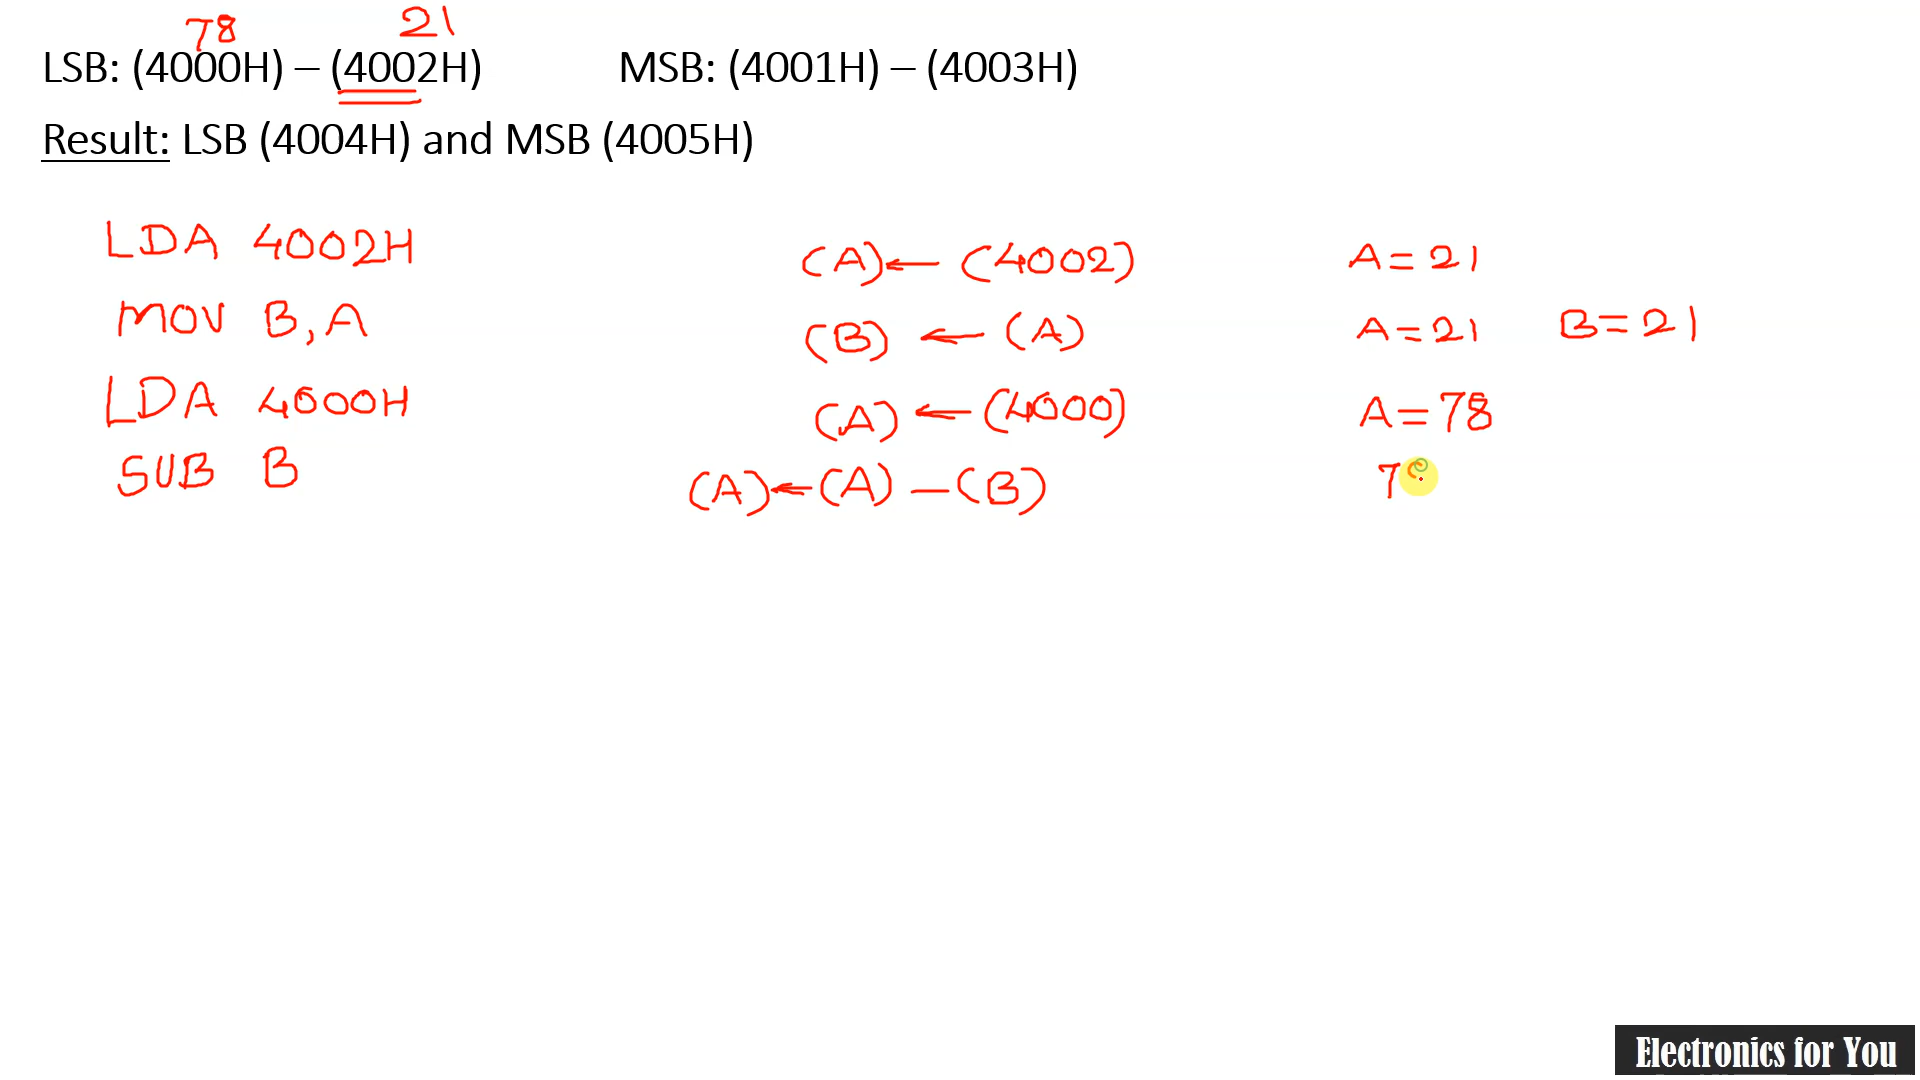 78 21
LSB: (4000H) – (4002H) MSB: (4001H) – (4003H)
Result: LSB (4004H) and MSB (4005H)
LDA 4002H (A) ← (4002) A = 21
MOV B, A (B) ← (A) A = 21 B = 21
LDA 4000H (A) ← (4000) A = 78
SUB B (A) ← (A) – (B) 7
Electronics for You